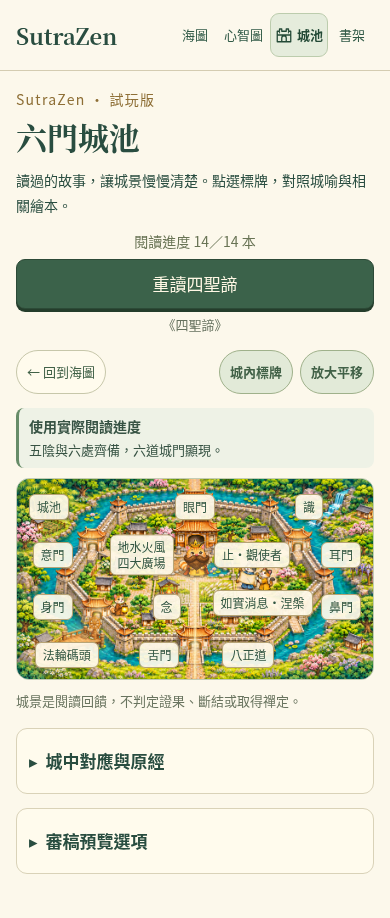 SutraZen
海圖
心智圖
城池
書架
SutraZen · 試玩版
六門城池
讀過的故事，讓城景慢慢清楚。點選標牌，對照城喻與相
關繪本。
閱讀進度 14／14 本
重讀四聖諦
《四聖諦》
← 回到海圖
城內標牌
放大平移
使用實際閱讀進度
五陰與六處齊備，六道城門顯現。
城池
眼門
識
意門
地水火風
四大廣場
止・觀使者
耳門
身門
念
如實消息・涅槃
鼻門
法輪碼頭
舌門
八正道
城景是閱讀回饋，不判定證果、斷結或取得禪定。
▸ 城中對應與原經
▸ 審稿預覽選項